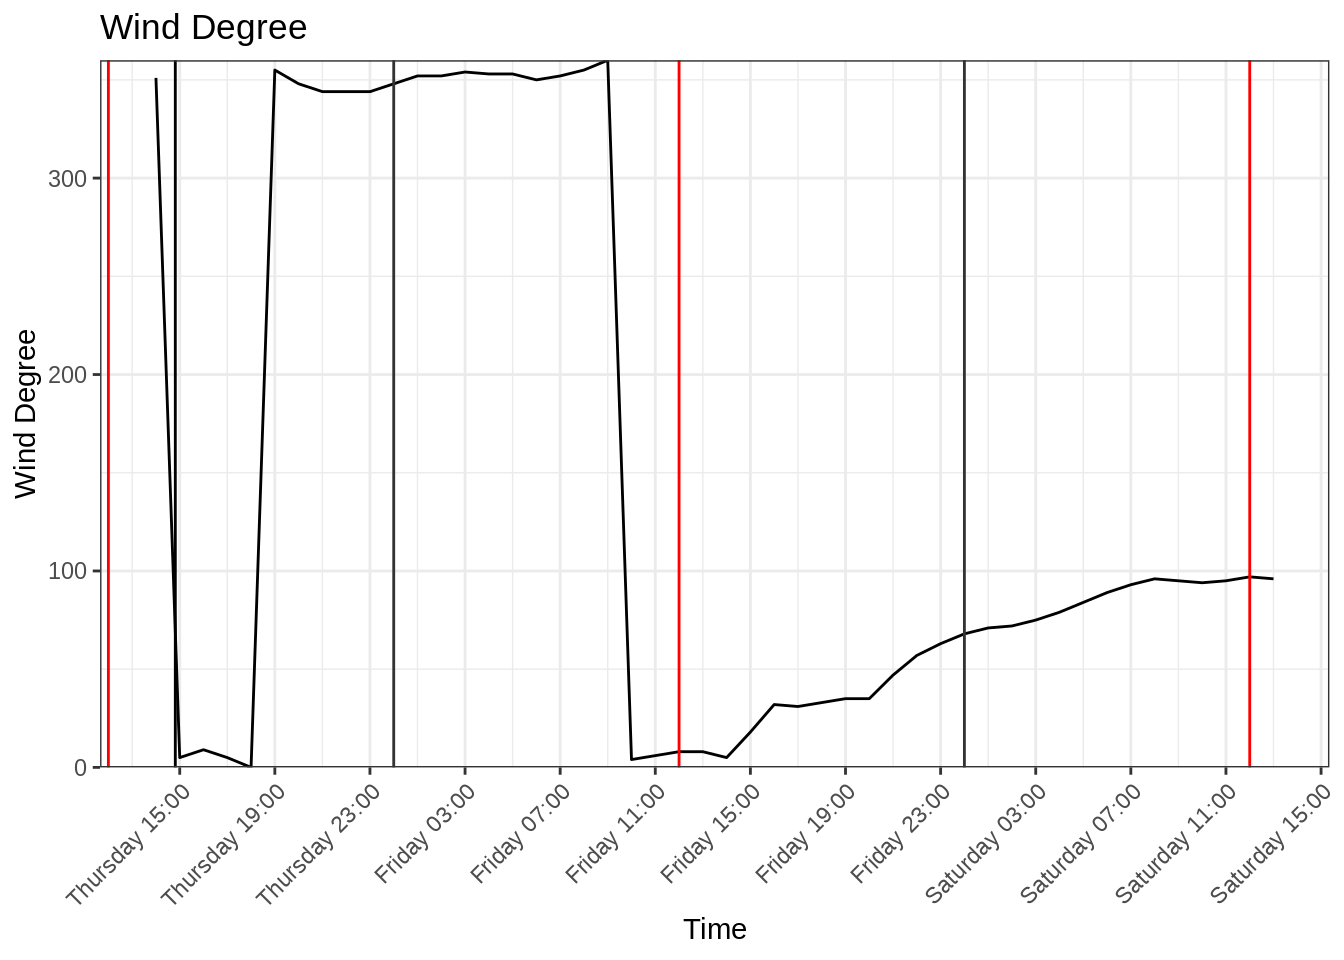 Wind Degree
Wind Degree
300
200
100
0
Thursday 15:00
Thursday 19:00
Thursday 23:00
Friday 03:00
Friday 07:00
Friday 11:00
Friday 15:00
Friday 19:00
Friday 23:00
Saturday 03:00
Saturday 07:00
Saturday 11:00
Saturday 15:00
Time